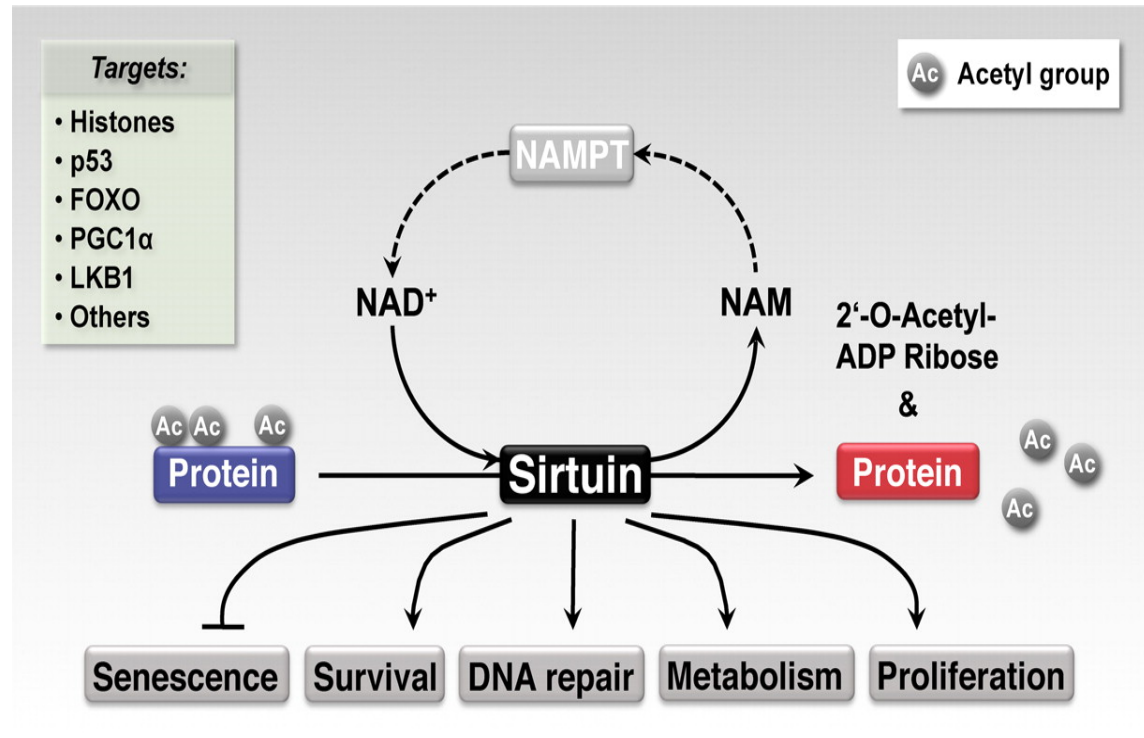 Targets:
• Histones
• p53
• FOXO
• PGC1α
• LKB1
• Others
Ac Acetyl group
NAMPT
NAD⁺
NAM
2‘-O-Acetyl-
ADP Ribose
&
Ac Ac Ac
Protein
Sirtuin
Protein
Ac
Ac
Ac
Senescence
Survival
DNA repair
Metabolism
Proliferation